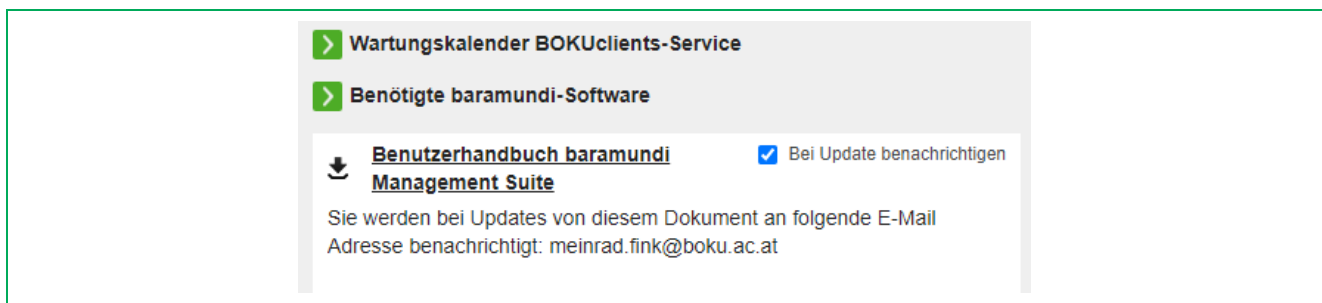 Wartungskalender BOKUclients-Service
Benötigte baramundi-Software
Benutzerhandbuch baramundi
Management Suite
Bei Update benachrichtigen
Sie werden bei Updates von diesem Dokument an folgende E-Mail
Adresse benachrichtigt: meinrad.fink@boku.ac.at